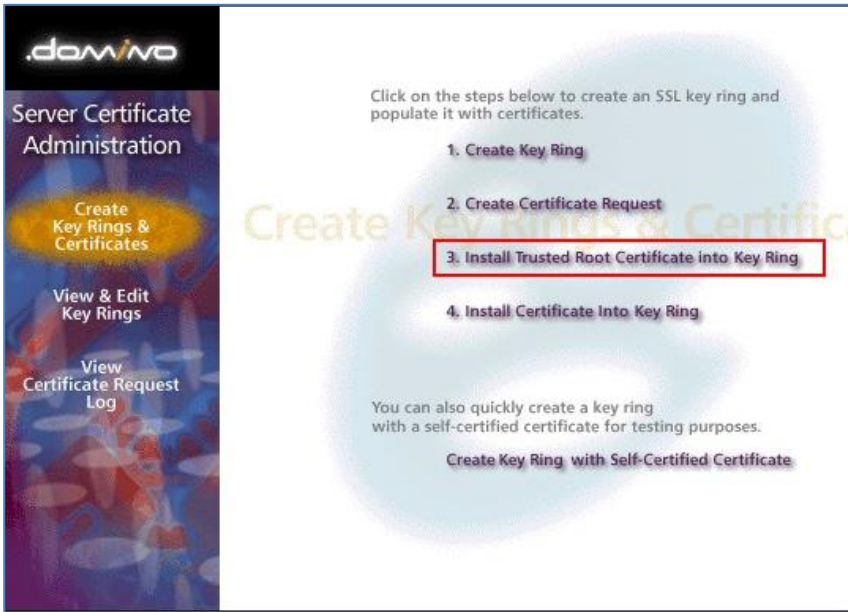 .domino
Server Certificate
Administration
Create
Key Rings &
Certificates
View & Edit
Key Rings
View
Certificate Request
Log
Click on the steps below to create an SSL key ring and
populate it with certificates.
1. Create Key Ring
2. Create Certificate Request
Create Key Rings & Certifica
3. Install Trusted Root Certificate into Key Ring
4. Install Certificate Into Key Ring
You can also quickly create a key ring
with a self-certified certificate for testing purposes.
Create Key Ring with Self-Certified Certificate